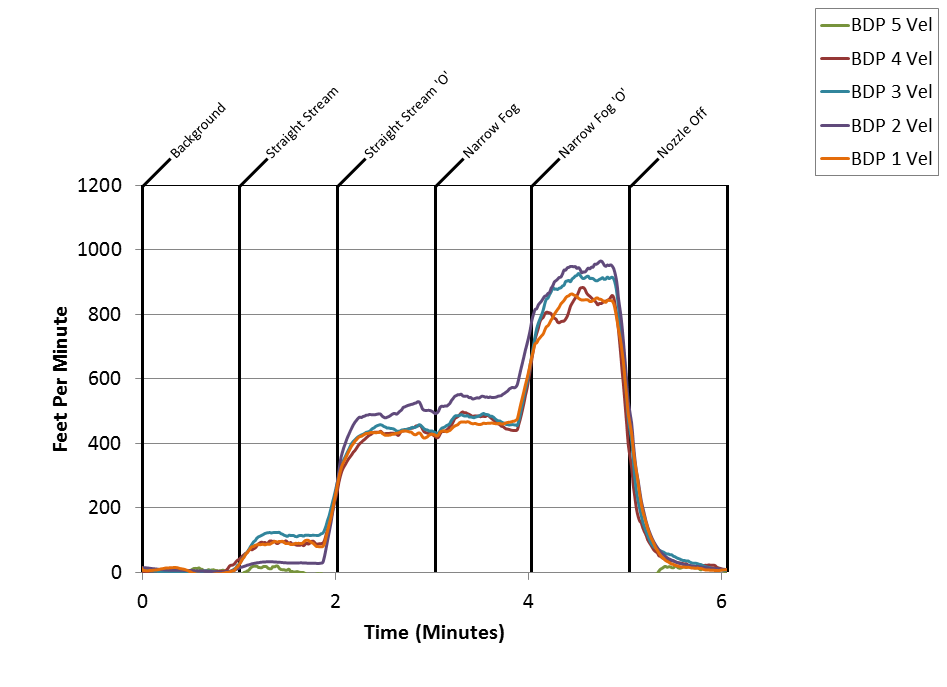 BDP 5 Vel
BDP 4 Vel
BDP 3 Vel
BDP 2 Vel
BDP 1 Vel
Background
Straight Stream
Straight Stream 'O'
Narrow Fog
Narrow Fog 'O'
Nozzle Off
1200
1000
800
600
400
200
0
Feet Per Minute
0 2 4 6
Time (Minutes)